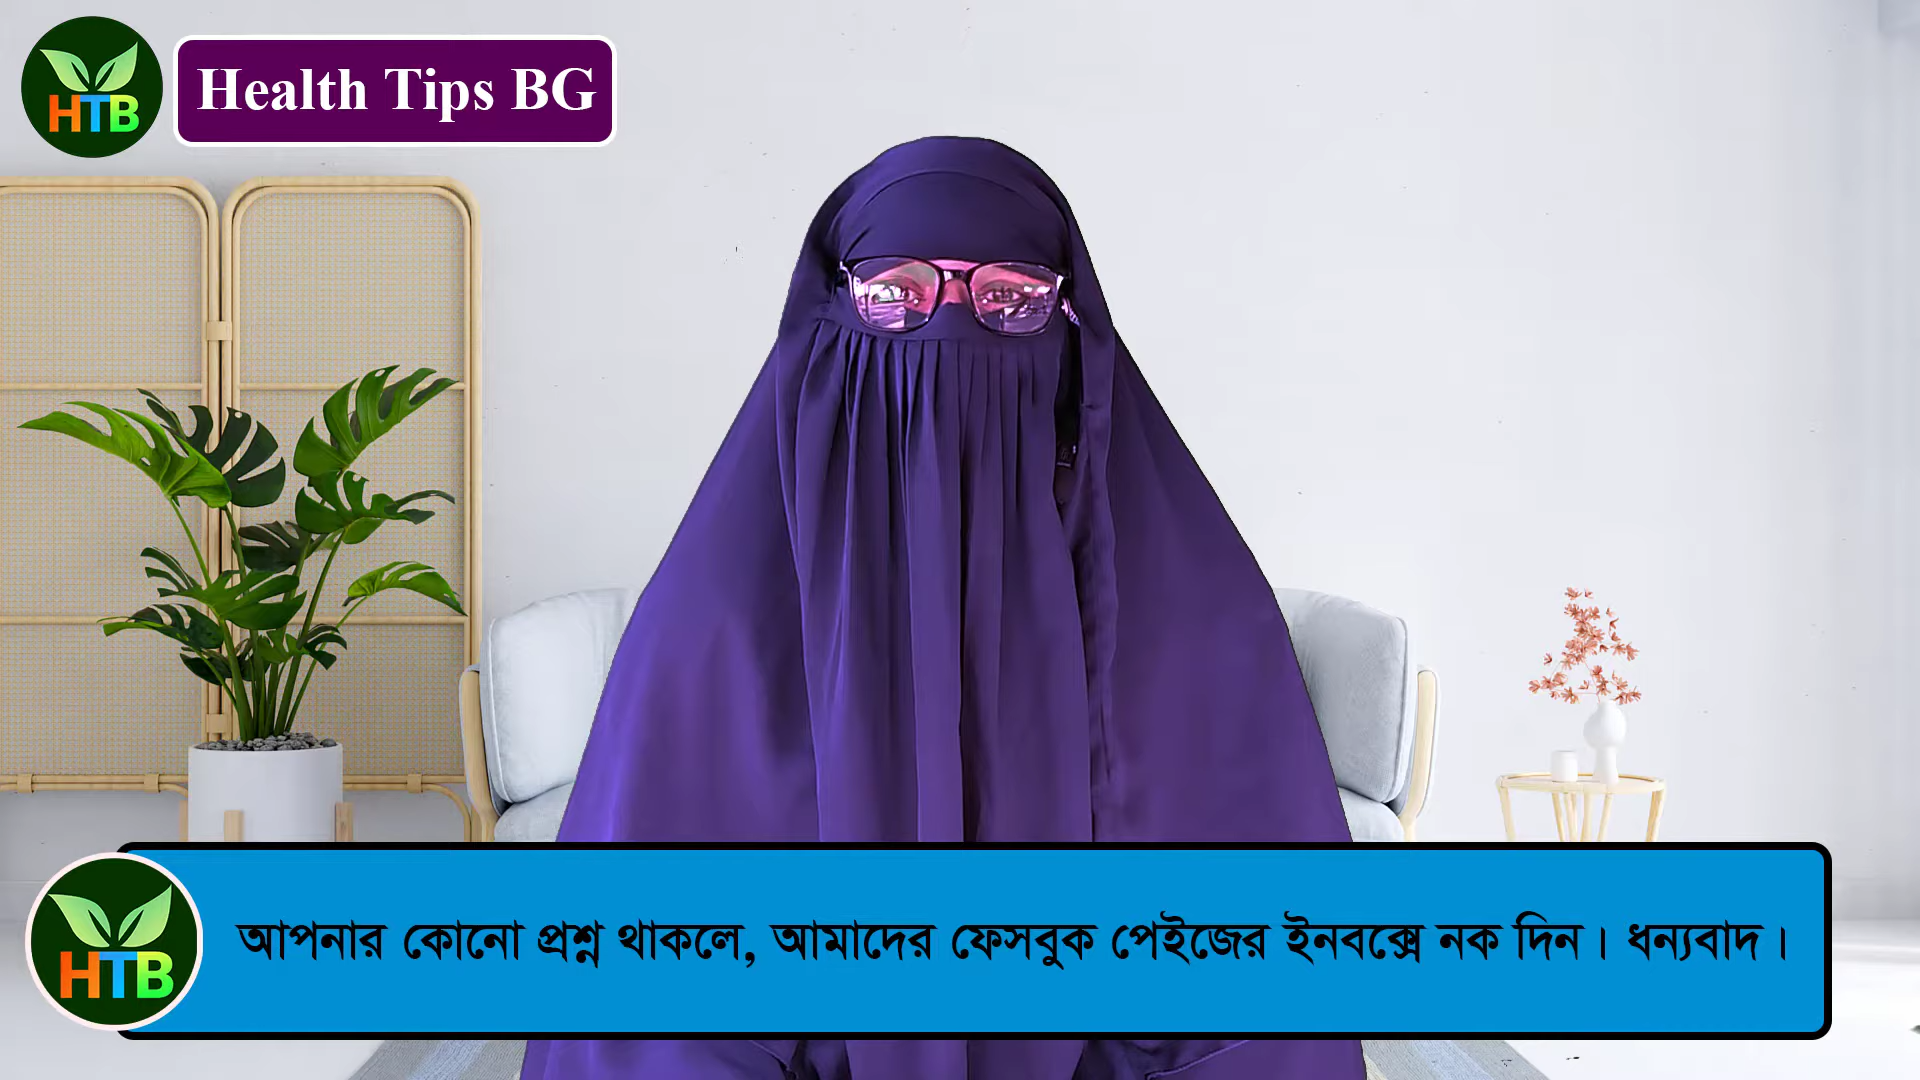 HTB
Health Tips BG
HTB
আপনার কোনো প্রশ্ন থাকলে, আমাদের ফেসবুক পেইজের ইনবক্সে নক দিন। ধন্যবাদ।